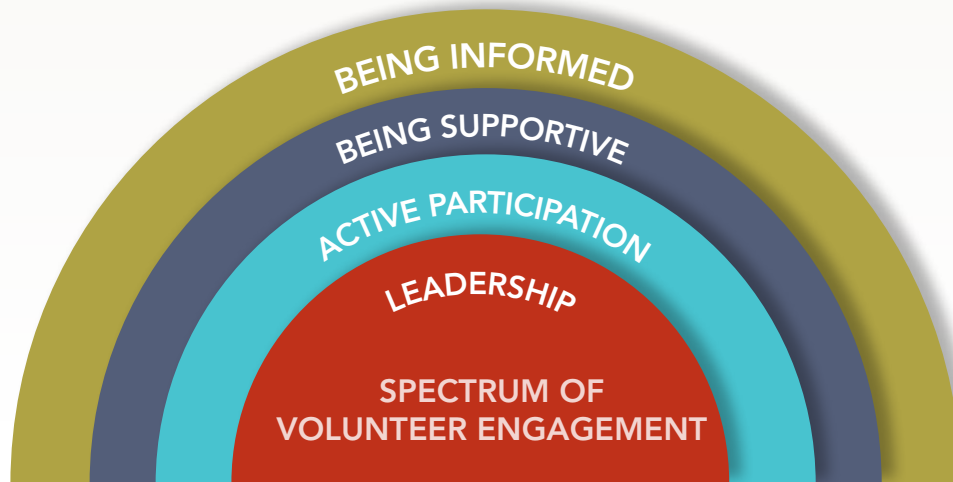 BEING INFORMED
BEING SUPPORTIVE
ACTIVE PARTICIPATION
LEADERSHIP
SPECTRUM OF
VOLUNTEER ENGAGEMENT